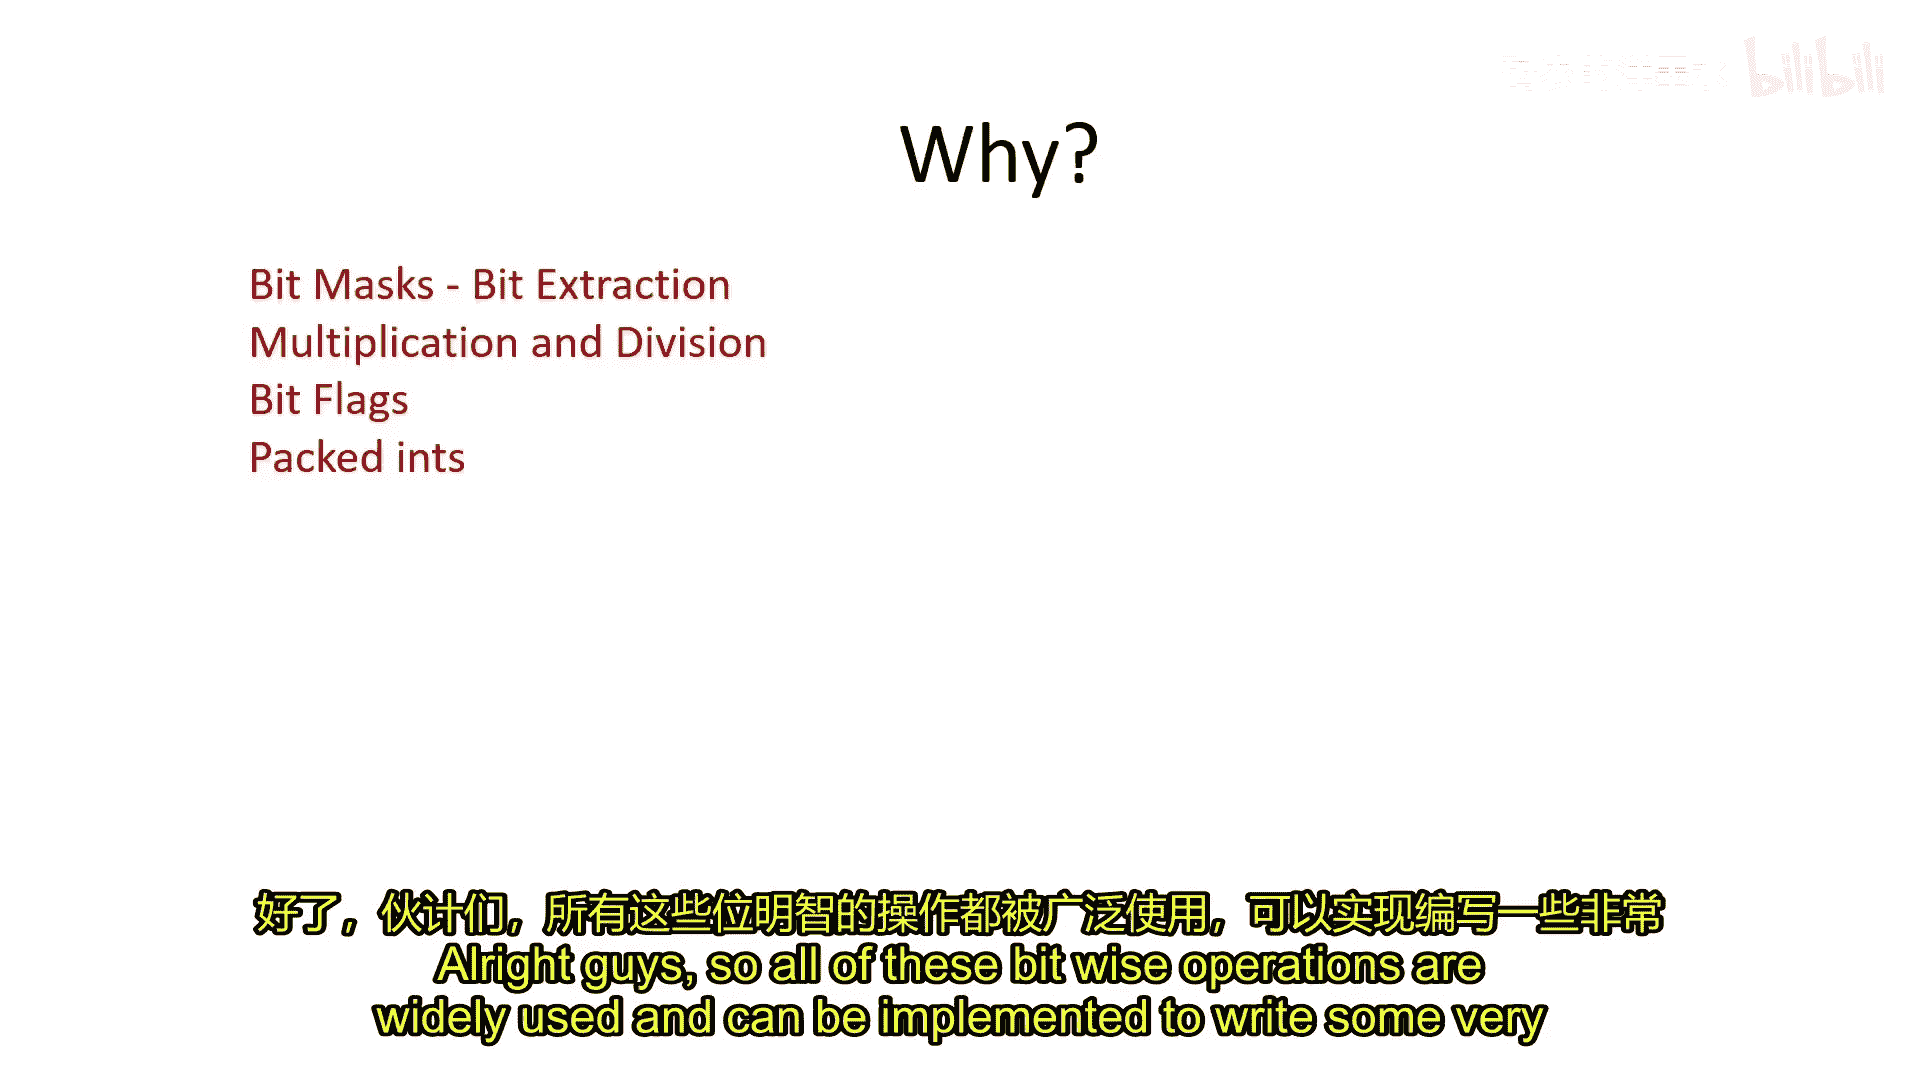 bilibili
Why?
Bit Masks - Bit Extraction
Multiplication and Division
Bit Flags
Packed ints
好了，伙计们，所有这些位明智的操作都被广泛使用，可以实现编写一些非常
Alright guys, so all of these bit wise operations are
widely used and can be implemented to write some very